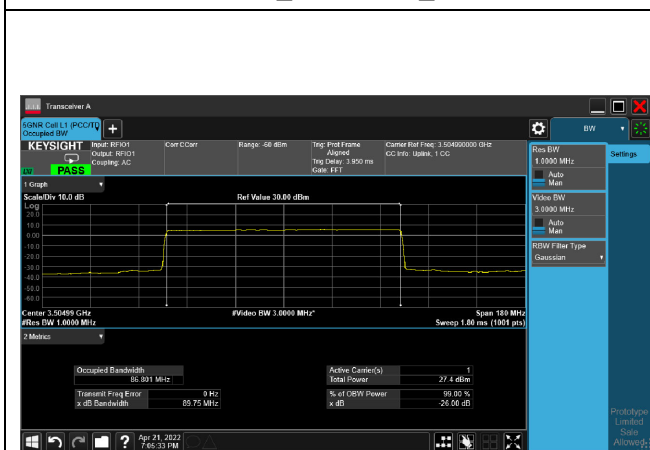 Transceiver A
5GNR Cell L1 (PCC/TD
Occupied BW
+
BW
KEYSIGHT
Input: RFIO1
Output: RFIO1
Coupling: AC
Corr CCorr
Range: -60 dBm
Trig: Prot Frame
Aligned
Trig Delay: 3.950 ms
Gate: FFT
Carrier Ref Freq: 3.504990000 GHz
CC Info: Uplink, 1 CC
PASS
Res BW
1.0000 MHz
Auto
Man
Settings
Video BW
3.0000 MHz
Auto
Man
RBW Filter Type
Gaussian
1 Graph
Scale/Div 10.0 dB
Ref Value 30.00 dBm
Log
20.0
10.0
0.00
-10.0
-20.0
-30.0
-40.0
-50.0
-60.0
Center 3.50499 GHz
#Video BW 3.0000 MHz*
Span 180 MHz
#Res BW 1.0000 MHz
Sweep 1.80 ms (1001 pts)
2 Metrics
Occupied Bandwidth
86.801 MHz
Active Carrier(s) 1
Total Power 27.4 dBm
Transmit Freq Error 0 Hz
x dB Bandwidth 89.75 MHz
% of OBW Power 99.00 %
x dB -26.00 dB
Prototype
Limited
Sale
Allowed
?
Apr 21, 2022
7:05:33 PM